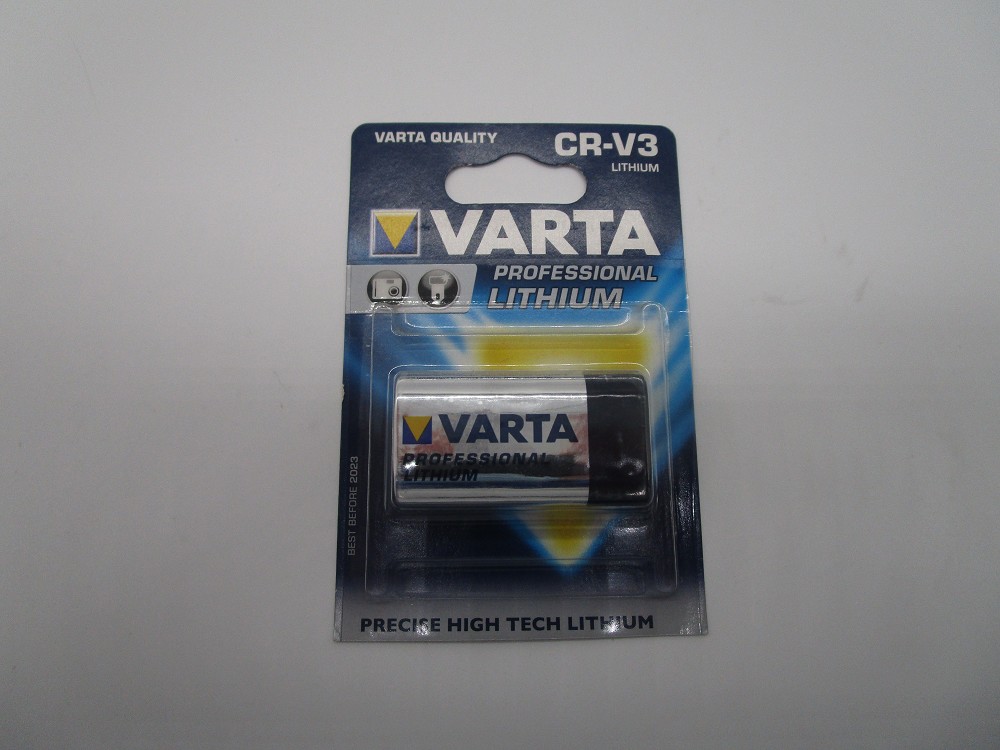 VARTA QUALITY
CR-V3
LITHIUM
VARTA
PROFESSIONAL
LITHIUM
VARTA
PROFESSIONAL
LITHIUM
BEST BEFORE 2023
PRECISE HIGH TECH LITHIUM